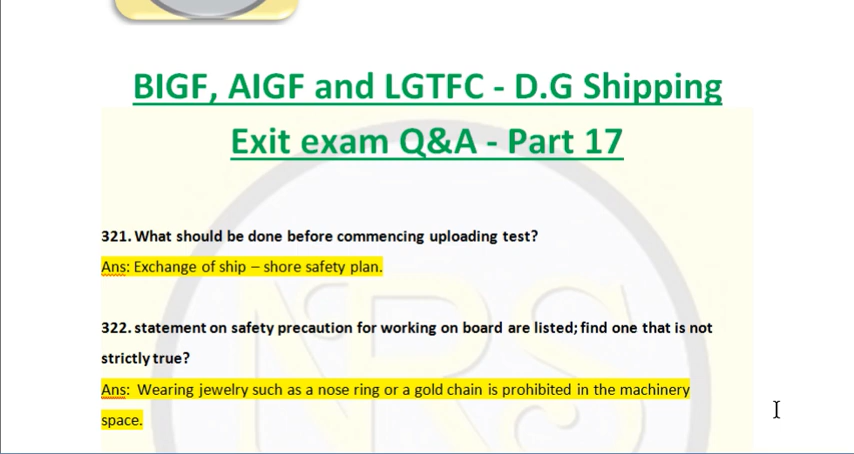 BIGF, AIGF and LGTFC - D.G Shipping
Exit exam Q&A - Part 17
321. What should be done before commencing uploading test?
Ans: Exchange of ship – shore safety plan.
322. statement on safety precaution for working on board are listed; find one that is not
strictly true?
Ans: Wearing jewelry such as a nose ring or a gold chain is prohibited in the machinery
space.
NRS